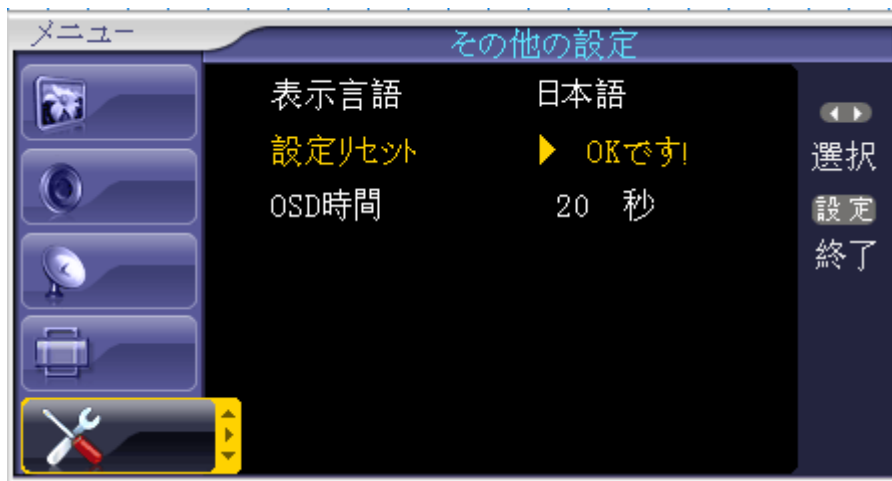 メニュー
その他の設定
表示言語 日本語
設定リセット ▶ OKです!
OSD時間 20 秒
選択
設定
終了